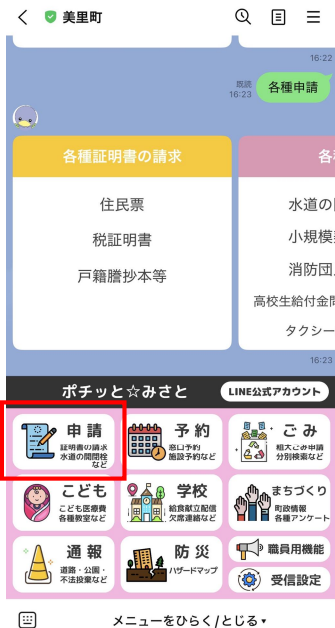 美里町
16:22
既読
16:23
各種申請
各種証明書の請求
住民票
税証明書
戸籍謄抄本等
各
水道の
小規模
消防団
高校生給付金
タクシー
16:23
ポチッと☆みさと
LINE公式アカウント
申請
証明書の請求
水道の開閉栓
など
予約
窓口予約
施設予約など
ごみ
粗大ごみ申請
分別検索など
こども
こども医療費
各種教室など
学校
給食献立配信
欠席連絡など
まちづくり
町政情報
各種アンケート
通報
道路・公園・
不法投棄など
防災
ハザードマップ
職員用機能
受信設定
メニューをひらく/とじる▾